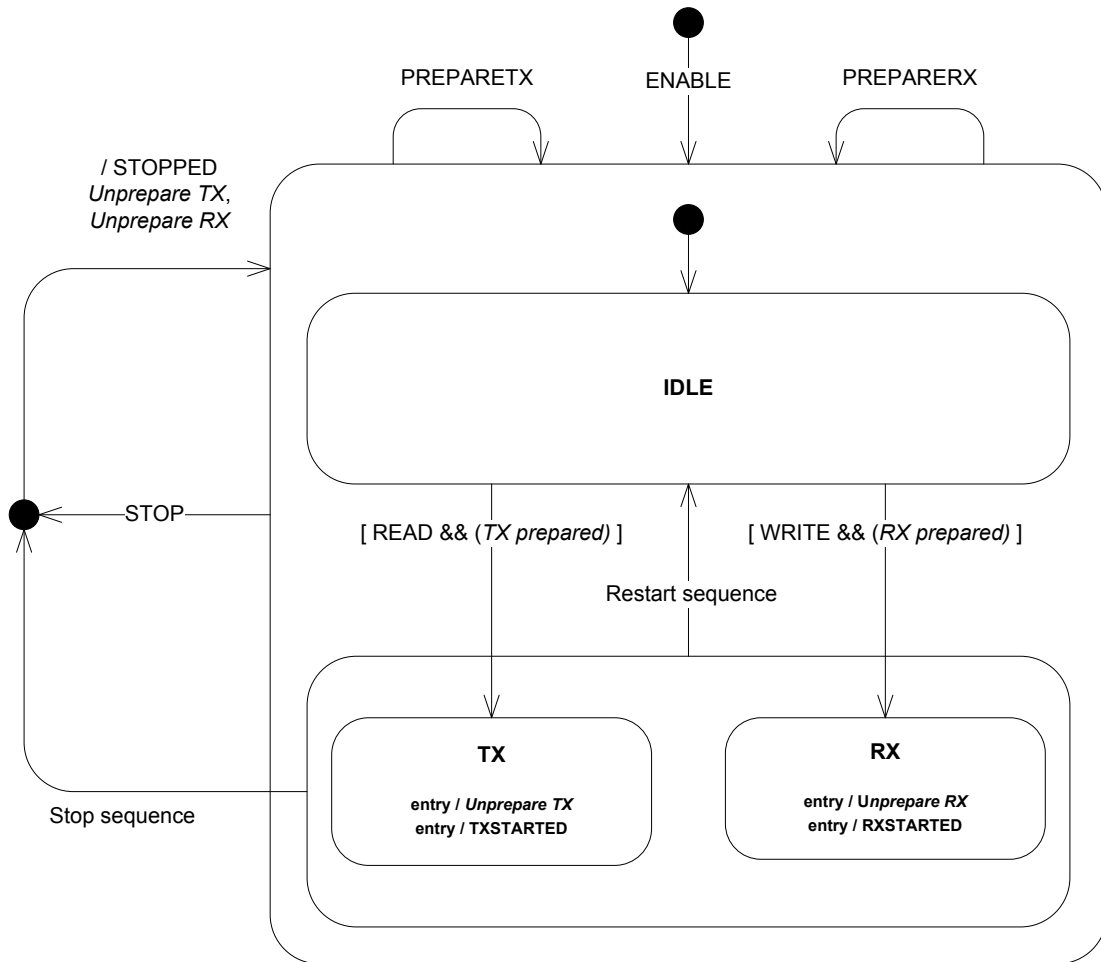 PREPARETX
ENABLE
PREPARERX
/ STOPPED
Unprepare TX,
Unprepare RX
IDLE
STOP
[ READ && (TX prepared) ]
[ WRITE && (RX prepared) ]
Restart sequence
TX
entry / Unprepare TX
entry / TXSTARTED
RX
entry / Unprepare RX
entry / RXSTARTED
Stop sequence